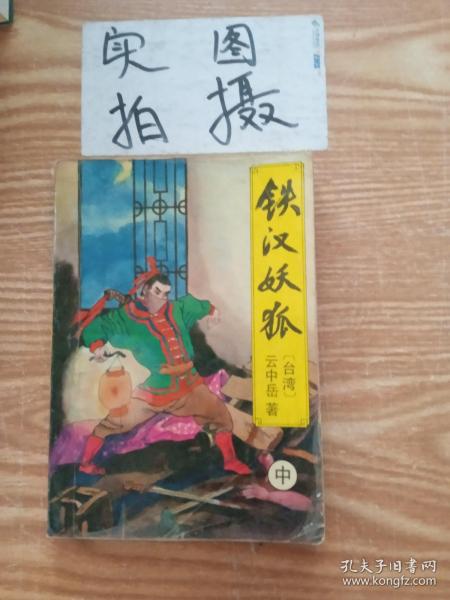 实图
拍摄
铁汉妖狐
〔台湾〕
云中岳 著
中
孔夫子旧书网
www.kongfz.com